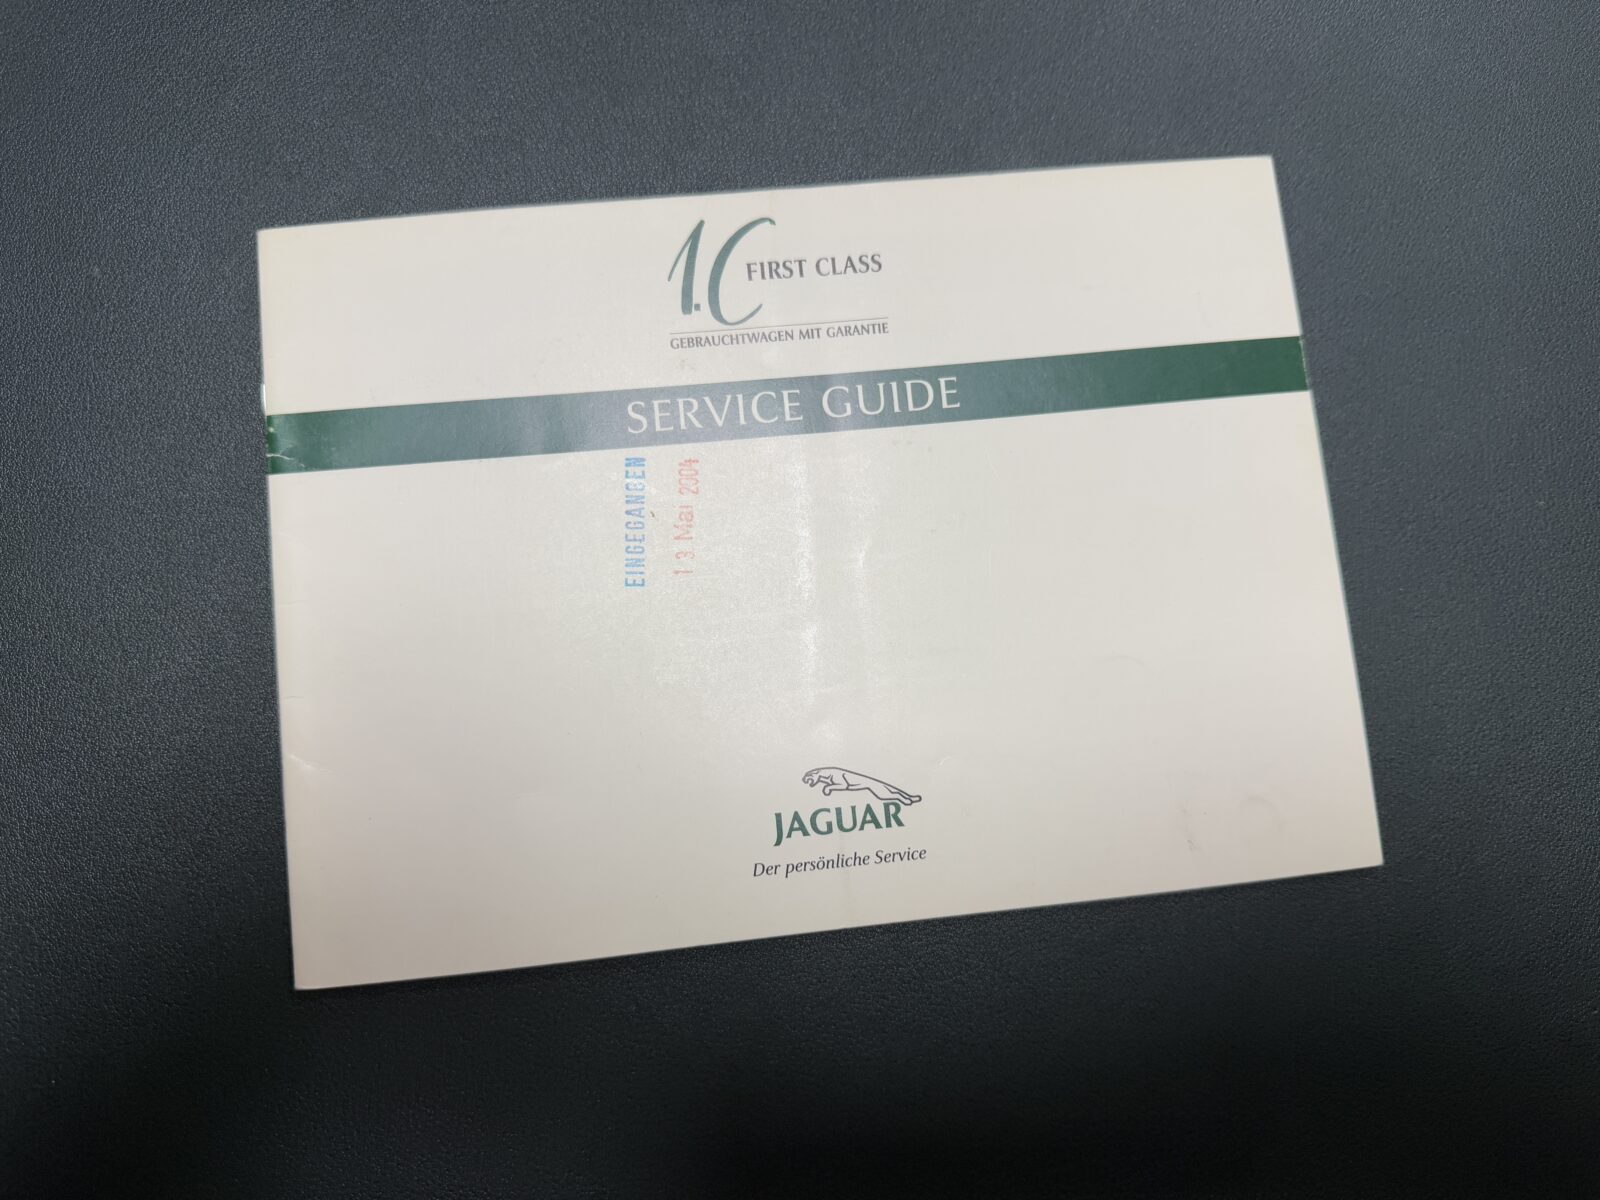 1.C FIRST CLASS
GEBRAUCHTWAGEN MIT GARANTIE
SERVICE GUIDE
EINGEGANGEN
13. Mai 2004
JAGUAR
Der persönliche Service